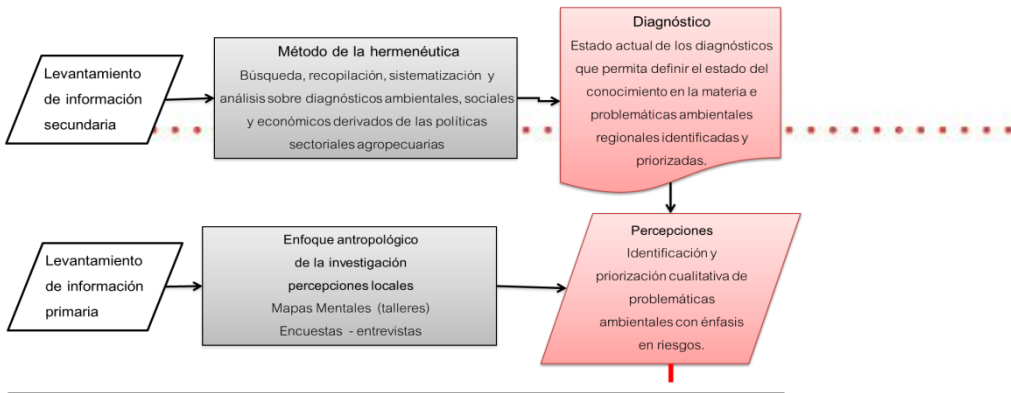 Levantamiento
de información
secundaria
Método de la hermenéutica
Búsqueda, recopilación, sistematización y
análisis sobre diagnósticos ambientales, sociales
y económicos derivados de las políticas
sectoriales agropecuarias
Diagnóstico
Estado actual de los diagnósticos
que permita definir el estado del
conocimiento en la materia e
problemáticas ambientales
regionales identificadas y
priorizadas.
Levantamiento
de información
primaria
Enfoque antropológico
de la investigación
percepciones locales
Mapas Mentales (talleres)
Encuestas - entrevistas
Percepciones
Identificación y
priorización cualitativa de
problemáticas
ambientales con énfasis
en riesgos.